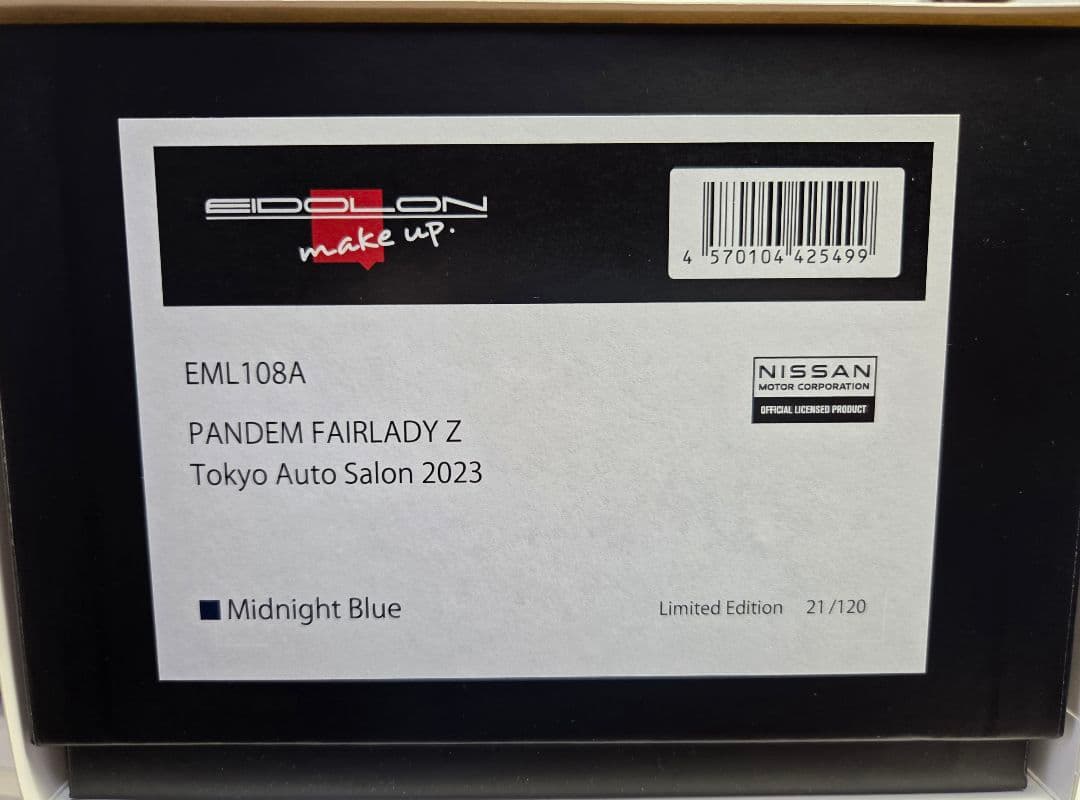 EIDOLON
make up.
4 570104 425499
EML108A
NISSAN
MOTOR CORPORATION
OFFICIAL LICENSED PRODUCT
PANDEM FAIRLADY Z
Tokyo Auto Salon 2023
Midnight Blue
Limited Edition 21/120